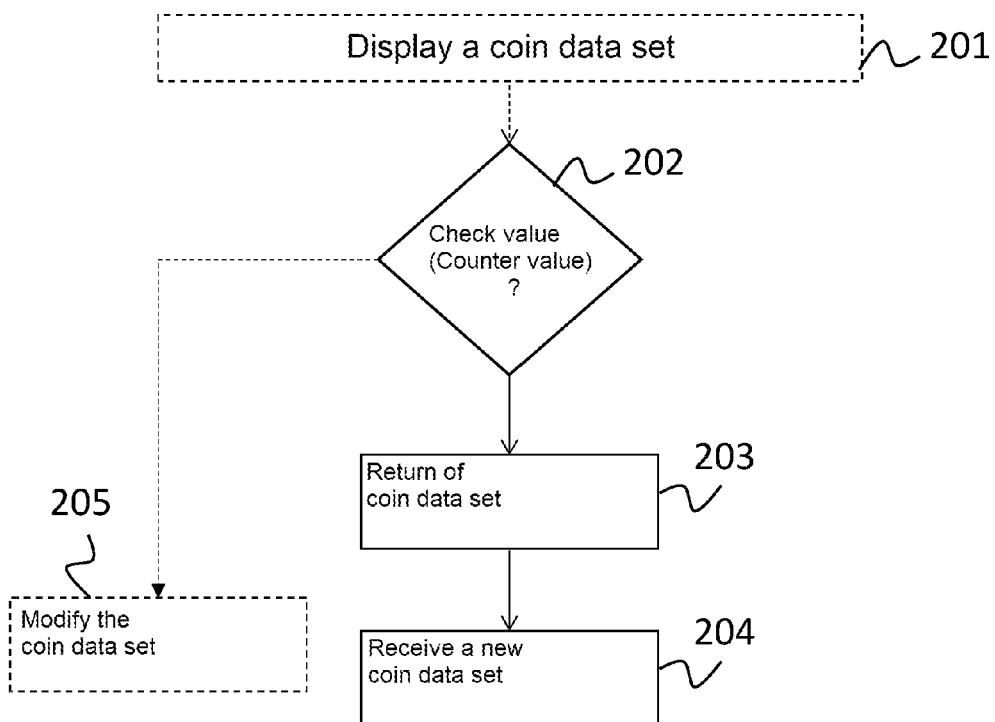 Display a coin data set
201
202
Check value
(Counter value)
?
Return of
coin data set
203
205
Modify the
coin data set
Receive a new
coin data set
204